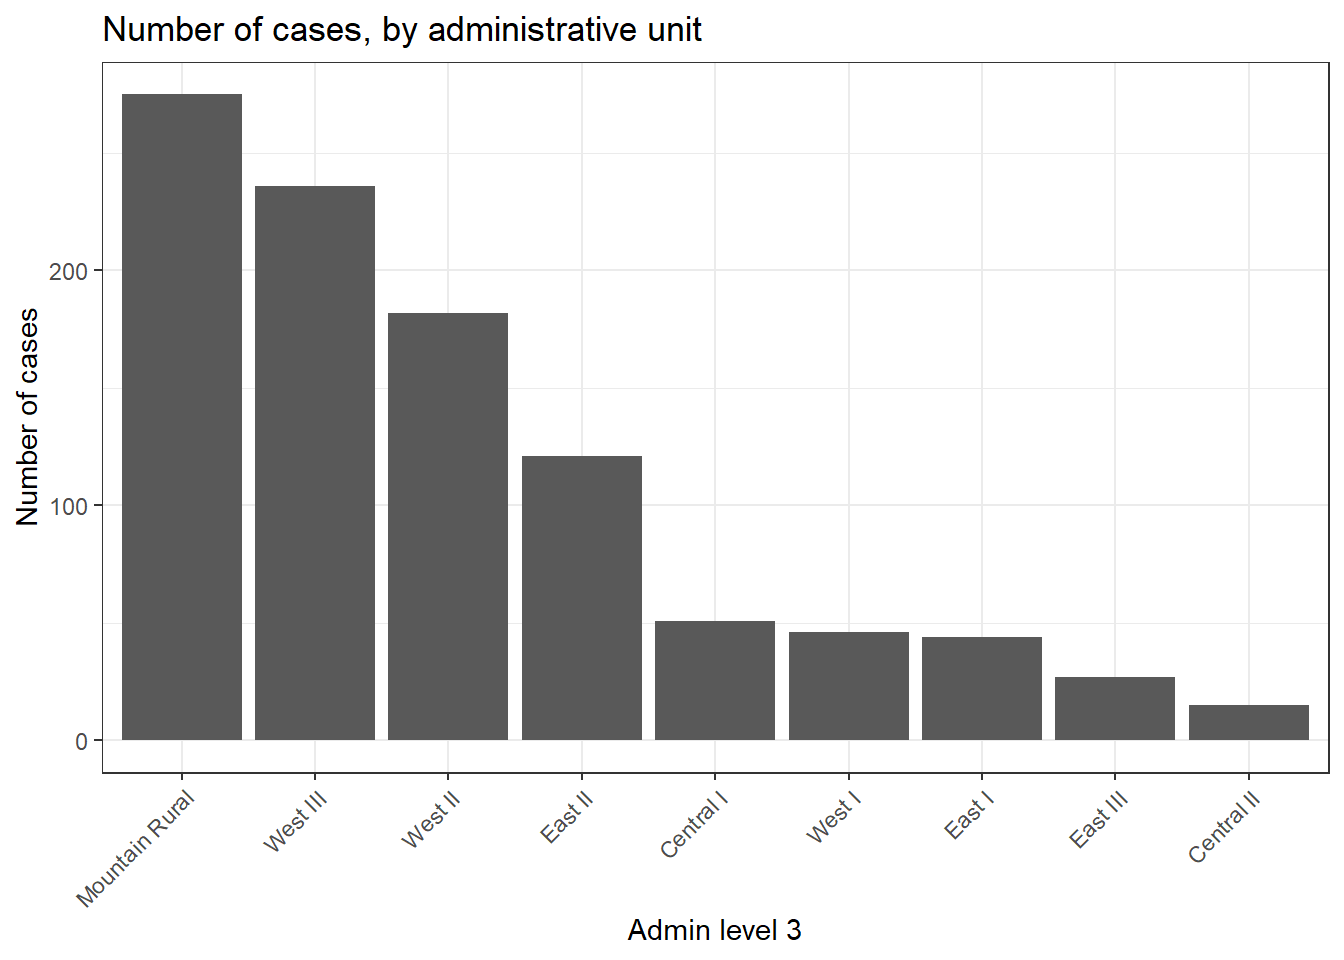 Number of cases, by administrative unit
Number of cases
200
100
0
Mountain Rural
West III
West II
East II
Central I
West I
East I
East III
Central II
Admin level 3